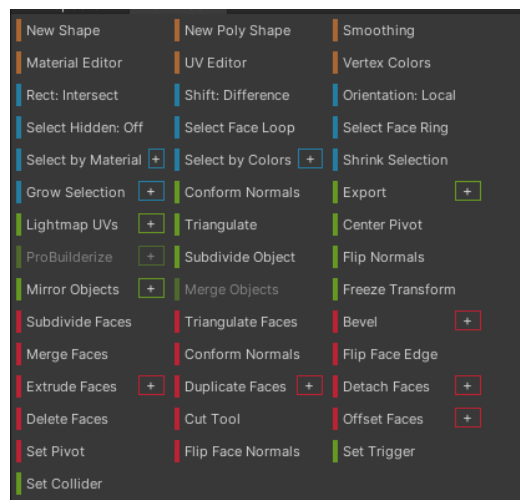 New Shape New Poly Shape Smoothing
Material Editor UV Editor Vertex Colors
Rect: Intersect Shift: Difference Orientation: Local
Select Hidden: Off Select Face Loop Select Face Ring
Select by Material + Select by Colors + Shrink Selection
Grow Selection + Conform Normals Export +
Lightmap UVs + Triangulate Center Pivot
ProBuilderize + Subdivide Object Flip Normals
Mirror Objects + Merge Objects Freeze Transform
Subdivide Faces Triangulate Faces Bevel +
Merge Faces Conform Normals Flip Face Edge
Extrude Faces + Duplicate Faces + Detach Faces +
Delete Faces Cut Tool Offset Faces +
Set Pivot Flip Face Normals Set Trigger
Set Collider